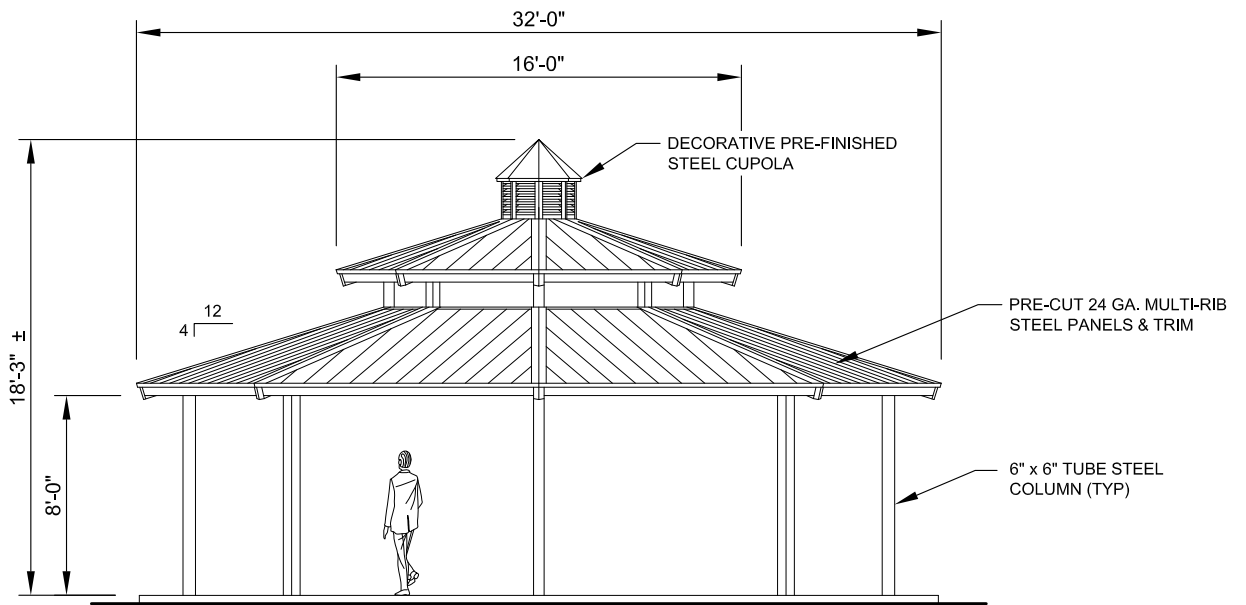 32'-0"
16'-0"
DECORATIVE PRE-FINISHED
STEEL CUPOLA
12
4
PRE-CUT 24 GA. MULTI-RIB
STEEL PANELS & TRIM
18'-3" ±
8'-0"
6" x 6" TUBE STEEL
COLUMN (TYP)